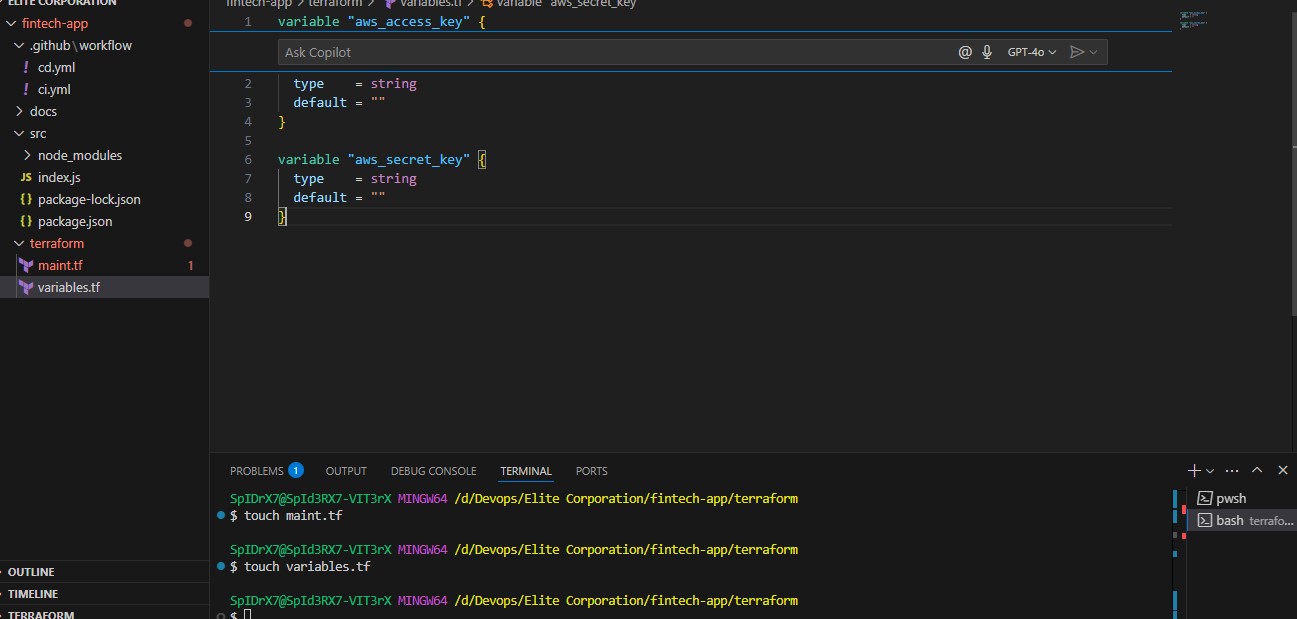 ELITE CORPORATION
fintech-app
.github\workflow
! cd.yml
! ci.yml
docs
src
node_modules
JS index.js
{} package-lock.json
{} package.json
terraform
maint.tf 1
variables.tf
OUTLINE
TIMELINE
TERRAFORM
fintech-app > terraform > variables.tf > variable "aws_secret_key"
1 variable "aws_access_key" {
Ask Copilot @ GPT-4o
2 type = string
3 default = ""
4 }
5
6 variable "aws_secret_key" {
7 type = string
8 default = ""
9 }
PROBLEMS 1 OUTPUT DEBUG CONSOLE TERMINAL PORTS
SpIDrX7@SpId3RX7-VIT3rX MINGW64 /d/Devops/Elite Corporation/fintech-app/terraform
$ touch maint.tf
SpIDrX7@SpId3RX7-VIT3rX MINGW64 /d/Devops/Elite Corporation/fintech-app/terraform
$ touch variables.tf
SpIDrX7@SpId3RX7-VIT3rX MINGW64 /d/Devops/Elite Corporation/fintech-app/terraform
$
pwsh
bash terrafo...